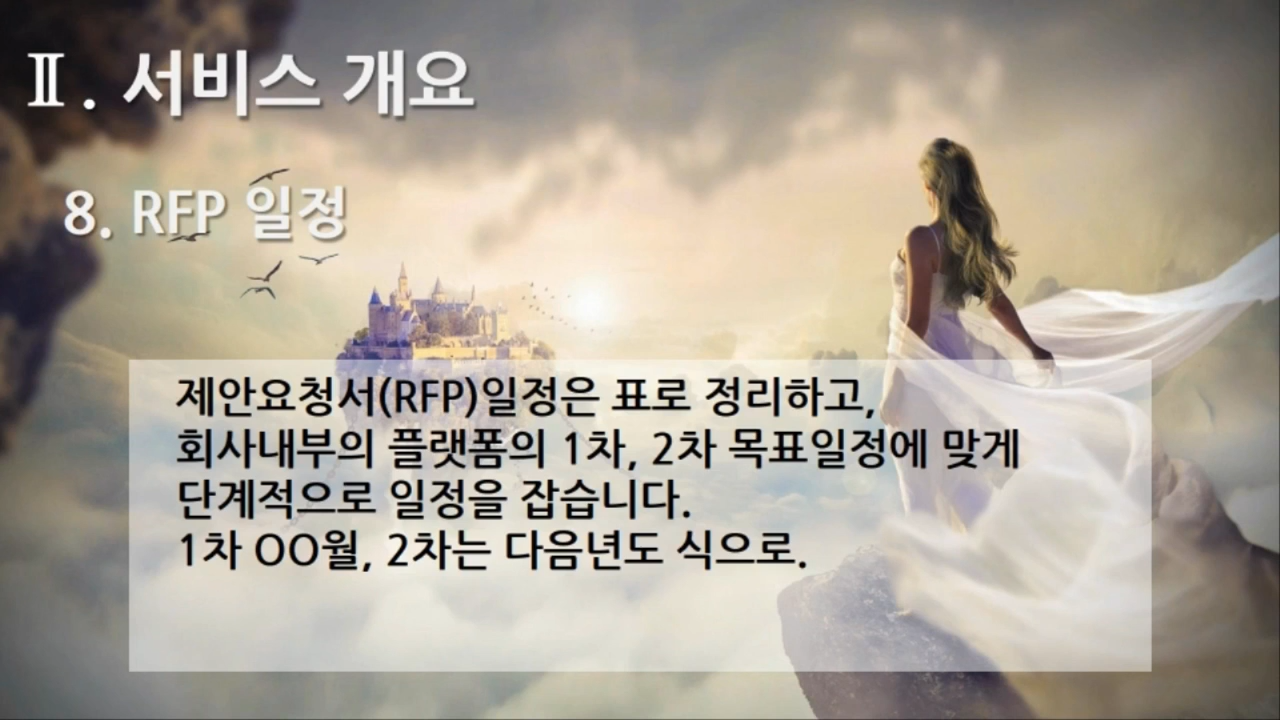 Ⅱ. 서비스 개요
8. RFP 일정
제안요청서(RFP)일정은 표로 정리하고,
회사내부의 플랫폼의 1차, 2차 목표일정에 맞게
단계적으로 일정을 잡습니다.
1차 OO월, 2차는 다음년도 식으로.